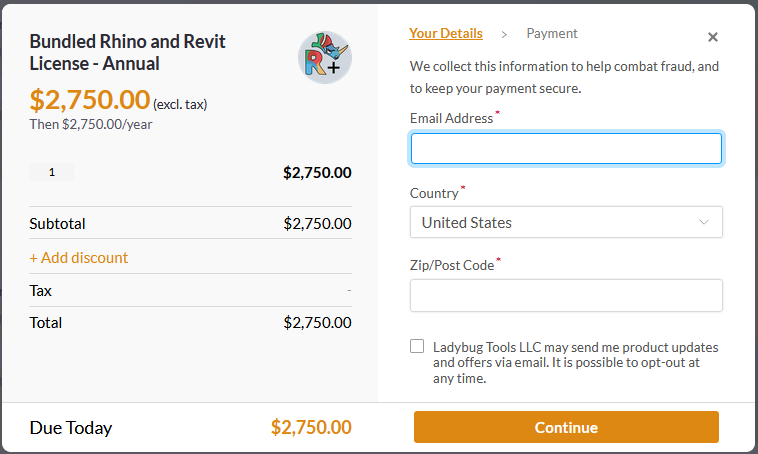 Bundled Rhino and Revit
License - Annual
R+
$2,750.00 (excl. tax)
Then $2,750.00/year
1 $2,750.00
Subtotal $2,750.00
+ Add discount
Tax -
Total $2,750.00
Due Today $2,750.00
Your Details > Payment ×
We collect this information to help combat fraud, and
to keep your payment secure.
Email Address *
Country *
United States
Zip/Post Code *
Ladybug Tools LLC may send me product updates
and offers via email. It is possible to opt-out at
any time.
Continue